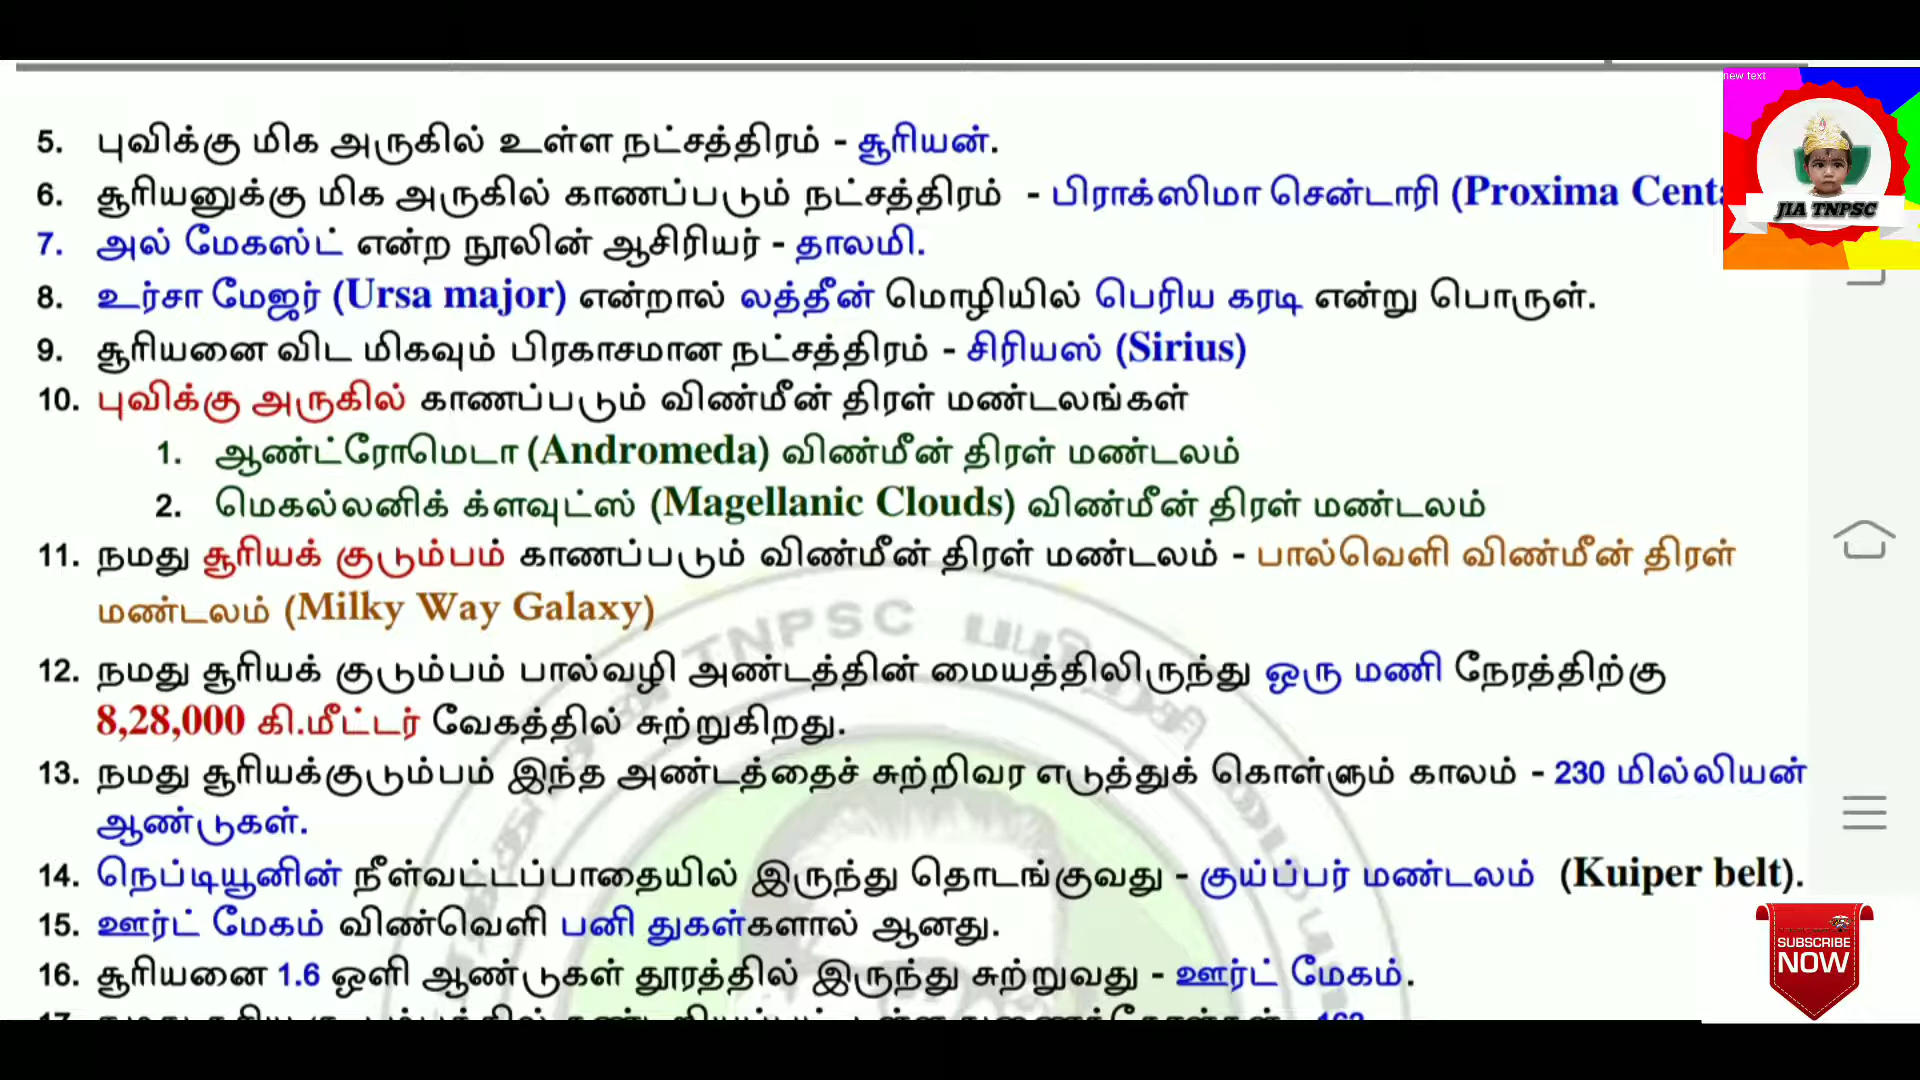 new text
5. புவிக்கு மிக அருகில் உள்ள நட்சத்திரம் - சூரியன்.
6. சூரியனுக்கு மிக அருகில் காணப்படும் நட்சத்திரம் - பிராக்ஸிமா சென்டாரி (Proxima Centa
JIA TNPSC
7. அல் மேகஸ்ட் என்ற நூலின் ஆசிரியர் - தாலமி.
8. உர்சா மேஜர் (Ursa major) என்றால் லத்தீன் மொழியில் பெரிய கரடி என்று பொருள்.
9. சூரியனை விட மிகவும் பிரகாசமான நட்சத்திரம் - சிரியஸ் (Sirius)
10. புவிக்கு அருகில் காணப்படும் விண்மீன் திரள் மண்டலங்கள்
1. ஆண்ட்ரோமெடா (Andromeda) விண்மீன் திரள் மண்டலம்
2. மெகல்லனிக் க்ளவுட்ஸ் (Magellanic Clouds) விண்மீன் திரள் மண்டலம்
11. நமது சூரியக் குடும்பம் காணப்படும் விண்மீன் திரள் மண்டலம் - பால்வெளி விண்மீன் திரள்
மண்டலம் (Milky Way Galaxy)
12. நமது சூரியக் குடும்பம் பால்வழி அண்டத்தின் மையத்திலிருந்து ஒரு மணி நேரத்திற்கு
8,28,000 கி.மீட்டர் வேகத்தில் சுற்றுகிறது.
13. நமது சூரியக்குடும்பம் இந்த அண்டத்தைச் சுற்றிவர எடுத்துக் கொள்ளும் காலம் - 230 மில்லியன்
ஆண்டுகள்.
14. நெப்டியூனின் நீள்வட்டப்பாதையில் இருந்து தொடங்குவது - குய்ப்பர் மண்டலம் (Kuiper belt).
15. ஊர்ட் மேகம் விண்வெளி பனி துகள்களால் ஆனது.
16. சூரியனை 1.6 ஒளி ஆண்டுகள் தூரத்தில் இருந்து சுற்றுவது - ஊர்ட் மேகம்.
SUBSCRIBE
NOW
TNPSC